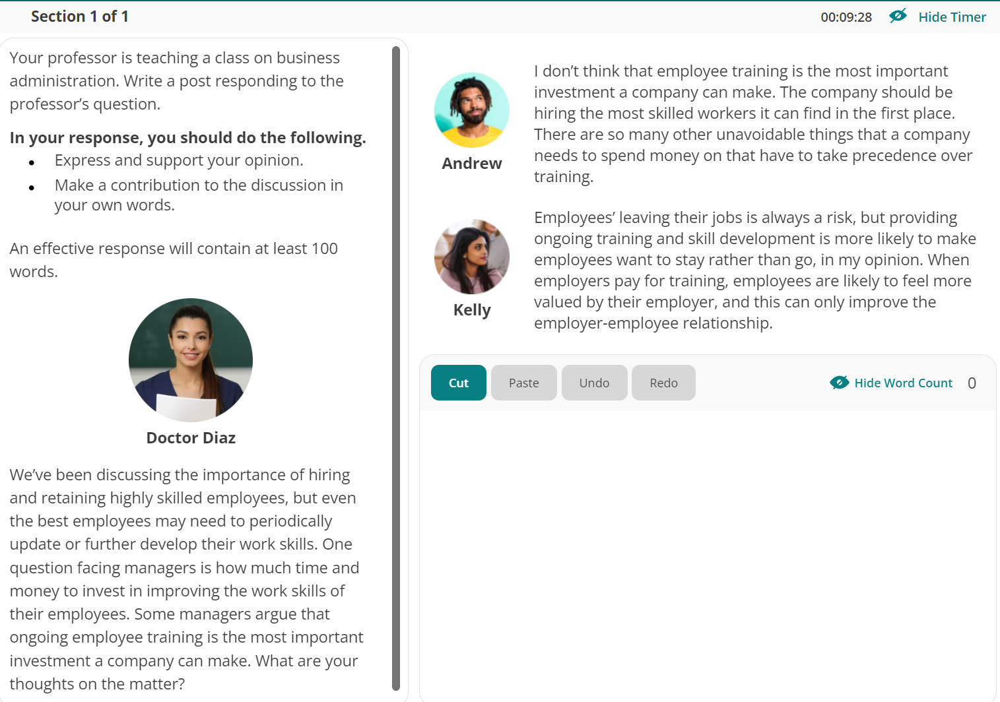 Section 1 of 1
00:09:28 Hide Timer
Your professor is teaching a class on business
administration. Write a post responding to the
professor’s question.
In your response, you should do the following.
• Express and support your opinion.
• Make a contribution to the discussion in
your own words.
An effective response will contain at least 100
words.
Doctor Diaz
We’ve been discussing the importance of hiring
and retaining highly skilled employees, but even
the best employees may need to periodically
update or further develop their work skills. One
question facing managers is how much time and
money to invest in improving the work skills of
their employees. Some managers argue that
ongoing employee training is the most important
investment a company can make. What are your
thoughts on the matter?
I don’t think that employee training is the most important
investment a company can make. The company should be
hiring the most skilled workers it can find in the first place.
There are so many other unavoidable things that a company
needs to spend money on that have to take precedence over
training.
Andrew
Employees’ leaving their jobs is always a risk, but providing
ongoing training and skill development is more likely to make
employees want to stay rather than go, in my opinion. When
employers pay for training, employees are likely to feel more
valued by their employer, and this can only improve the
employer-employee relationship.
Kelly
Cut Paste Undo Redo Hide Word Count 0